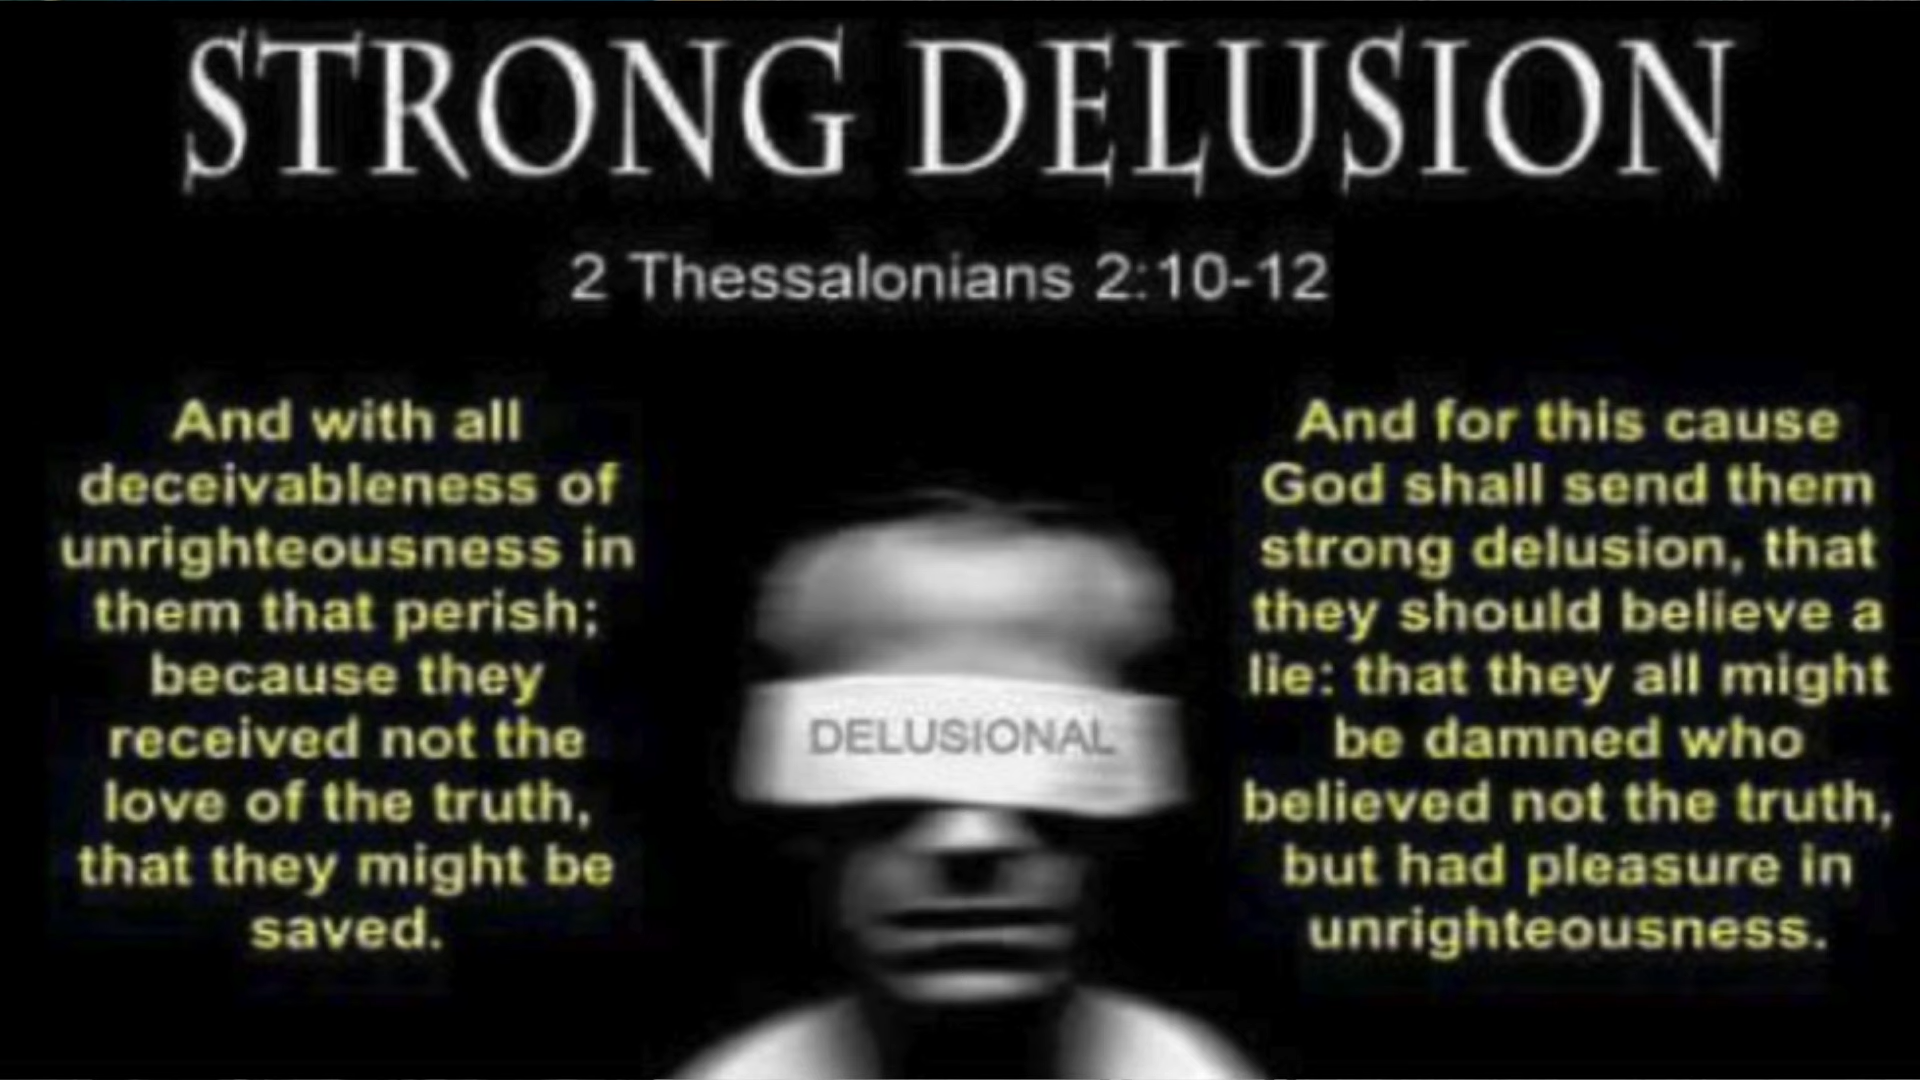 STRONG DELUSION
2 Thessalonians 2:10-12
And with all
deceivableness of
unrighteousness in
them that perish;
because they
received not the
love of the truth,
that they might be
saved.
DELUSIONAL
And for this cause
God shall send them
strong delusion, that
they should believe a
lie: that they all might
be damned who
believed not the truth,
but had pleasure in
unrighteousness.